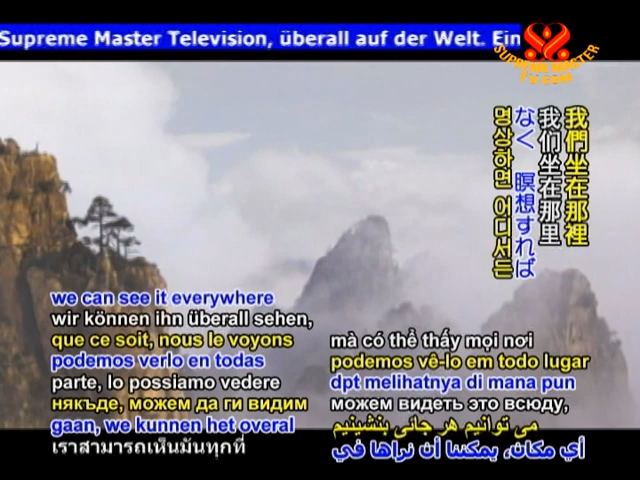 Supreme Master Television, überall auf der Welt. Ein
SUPREME MASTER
TV.COM
我們坐在那裡
我们坐在那里
なく 瞑想すれば
명상하면 어디서든
we can see it everywhere
wir können ihn überall sehen,
que ce soit, nous le voyons
podemos verlo en todas
parte, lo possiamo vedere
някъде, можем да ги видим
gaan, we kunnen het overal
เราสามารถเห็นมันทุกที่
mà có thể thấy mọi nơi
podemos vê-lo em todo lugar
dpt melihatnya di mana pun
можем видеть это всюду,
می توانیم هر جائی بنشینیم
أي مكان، يمكننا أن نراها في